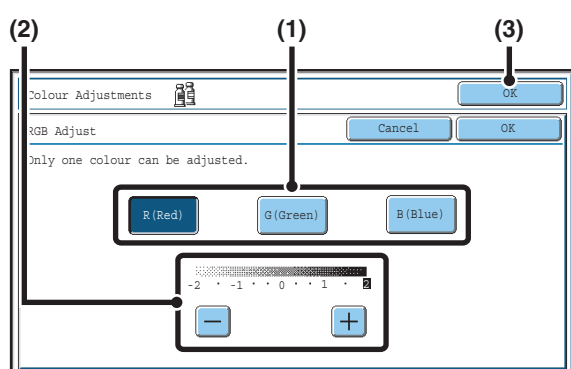 (2) (1) (3)
Colour Adjustments OK
RGB Adjust Cancel OK
Only one colour can be adjusted.
R(Red) G(Green) B(Blue)
-2 · -1 · · 0 · · 1 · 2
− +